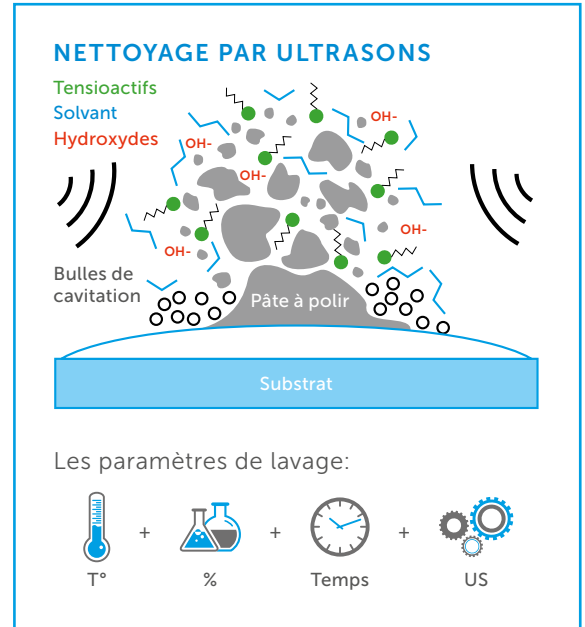 NETTOYAGE PAR ULTRASONS
Tensioactifs
Solvant
Hydroxydes
OH-
OH-
OH-
OH-
OH-
Bulles de
cavitation
Pâte à polir
Substrat
Les paramètres de lavage:
+
+
+
T°
%
Temps
US